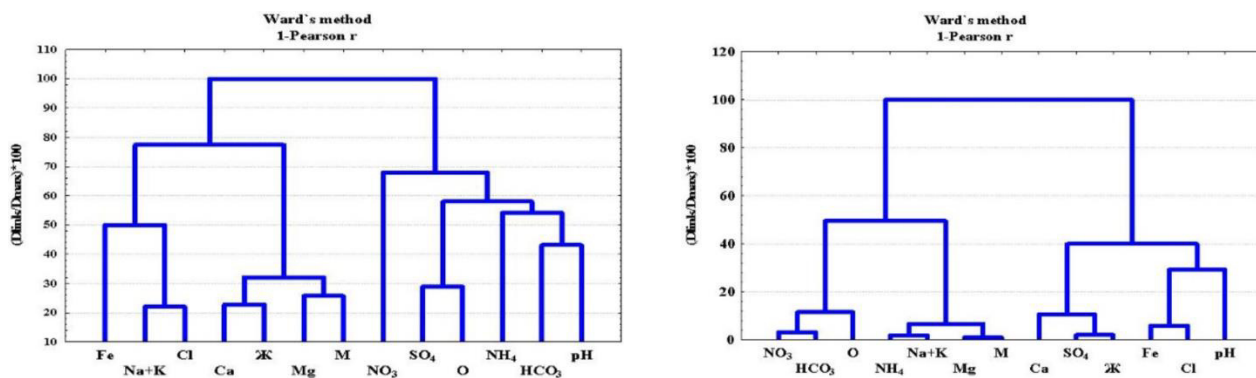 Ward`s method
1-Pearson r
(Dlink/Dmax)*100
110
100
90
80
70
60
50
40
30
20
10
Fe Cl Ж M SO₄ NH₄ pH
Na+K Ca Mg NO₃ O HCO₃
Ward`s method
1-Pearson r
(Dlink/Dmax)*100
120
100
80
60
40
20
0
NO₃ O Na+K M SO₄ Fe pH
HCO₃ NH₄ Mg Ca Ж Cl